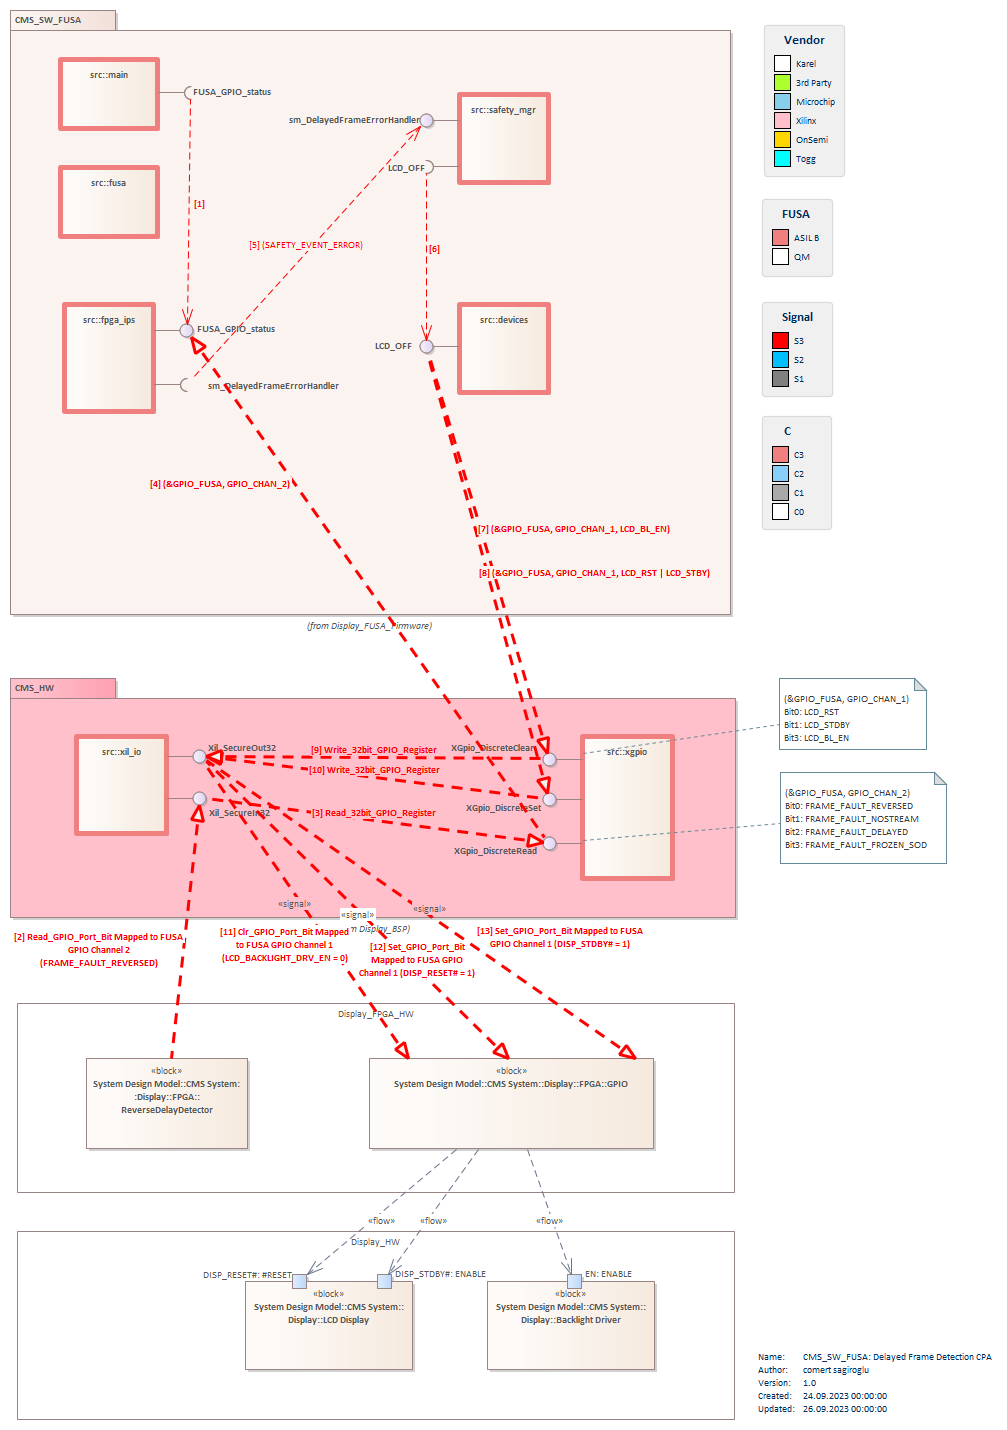 CMS_SW_FUSA
src::main
FUSA_GPIO_status
src::fusa
[1]
src::fpga_ips
FUSA_GPIO_status
sm_DelayedFrameErrorHandler
sm_DelayedFrameErrorHandler
src::safety_mgr
LCD_OFF
[5] (SAFETY_EVENT_ERROR)
[6]
LCD_OFF
src::devices
[4] (&GPIO_FUSA, GPIO_CHAN_2)
[7] (&GPIO_FUSA, GPIO_CHAN_1, LCD_BL_EN)
[8] (&GPIO_FUSA, GPIO_CHAN_1, LCD_RST | LCD_STBY)
(from Display_FUSA_Firmware)
Vendor
Karel
3rd Party
Microchip
Xilinx
OnSemi
Togg
FUSA
ASIL B
QM
Signal
S3
S2
S1
C
C3
C2
C1
C0
CMS_HW
src::xil_io
Xil_SecureOut32
Xil_SecureIn32
[9] Write_32bit_GPIO_Register
[10] Write_32bit_GPIO_Register
[3] Read_32bit_GPIO_Register
XGpio_DiscreteClear
XGpio_DiscreteSet
XGpio_DiscreteRead
src::xgpio
(&GPIO_FUSA, GPIO_CHAN_1)
Bit0: LCD_RST
Bit1: LCD_STDBY
Bit3: LCD_BL_EN
(&GPIO_FUSA, GPIO_CHAN_2)
Bit0: FRAME_FAULT_REVERSED
Bit1: FRAME_FAULT_NOSTREAM
Bit2: FRAME_FAULT_DELAYED
Bit3: FRAME_FAULT_FROZEN_SOD
«signal»
«signal»
«signal»
m Display_BSP)
[2] Read_GPIO_Port_Bit Mapped to FUSA
GPIO Channel 2
(FRAME_FAULT_REVERSED)
[11] Clr_GPIO_Port_Bit Mapped
to FUSA GPIO Channel 1
(LCD_BACKLIGHT_DRV_EN = 0)
[12] Set_GPIO_Port_Bit
Mapped to FUSA GPIO
Channel 1 (DISP_RESET# = 1)
[13] Set_GPIO_Port_Bit Mapped to FUSA
GPIO Channel 1 (DISP_STDBY# = 1)
Display_FPGA_HW
«block»
System Design Model::CMS System:
:Display::FPGA::
ReverseDelayDetector
«block»
System Design Model::CMS System::Display::FPGA::GPIO
«flow»
«flow»
«flow»
Display_HW
DISP_RESET#: #RESET
DISP_STDBY#: ENABLE
EN: ENABLE
«block»
System Design Model::CMS System::
Display::LCD Display
«block»
System Design Model::CMS System::
Display::Backlight Driver
Name: CMS_SW_FUSA: Delayed Frame Detection CPA
Author: comert sagiroglu
Version: 1.0
Created: 24.09.2023 00:00:00
Updated: 26.09.2023 00:00:00